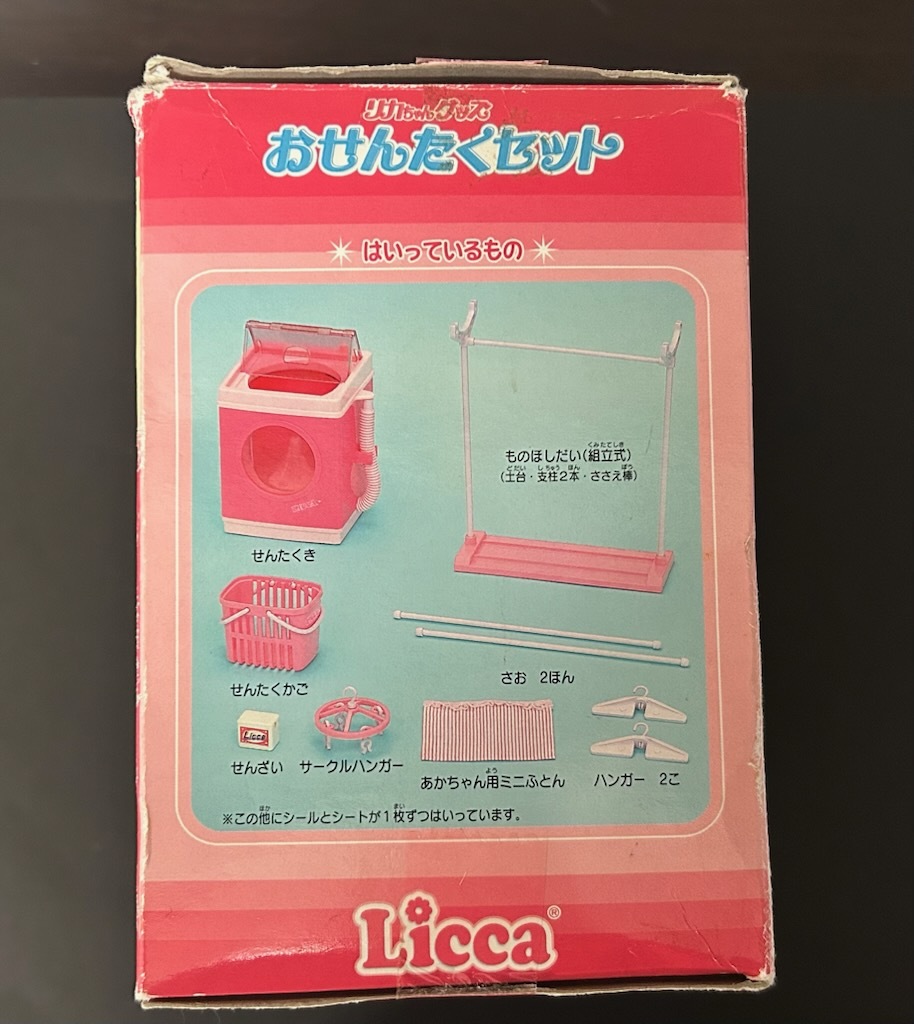 リカちゃんグッズ
おせんたくセット
はいっているもの
ものほしだい(組立式)
(土台・支柱2本・ささえ棒)
せんたくき
さお 2ほん
せんたくかご
Licca
せんざい
サークルハンガー
あかちゃん用ミニふとん
ハンガー 2こ
※この他にシールとシートが1枚ずつはいっています。
Licca®